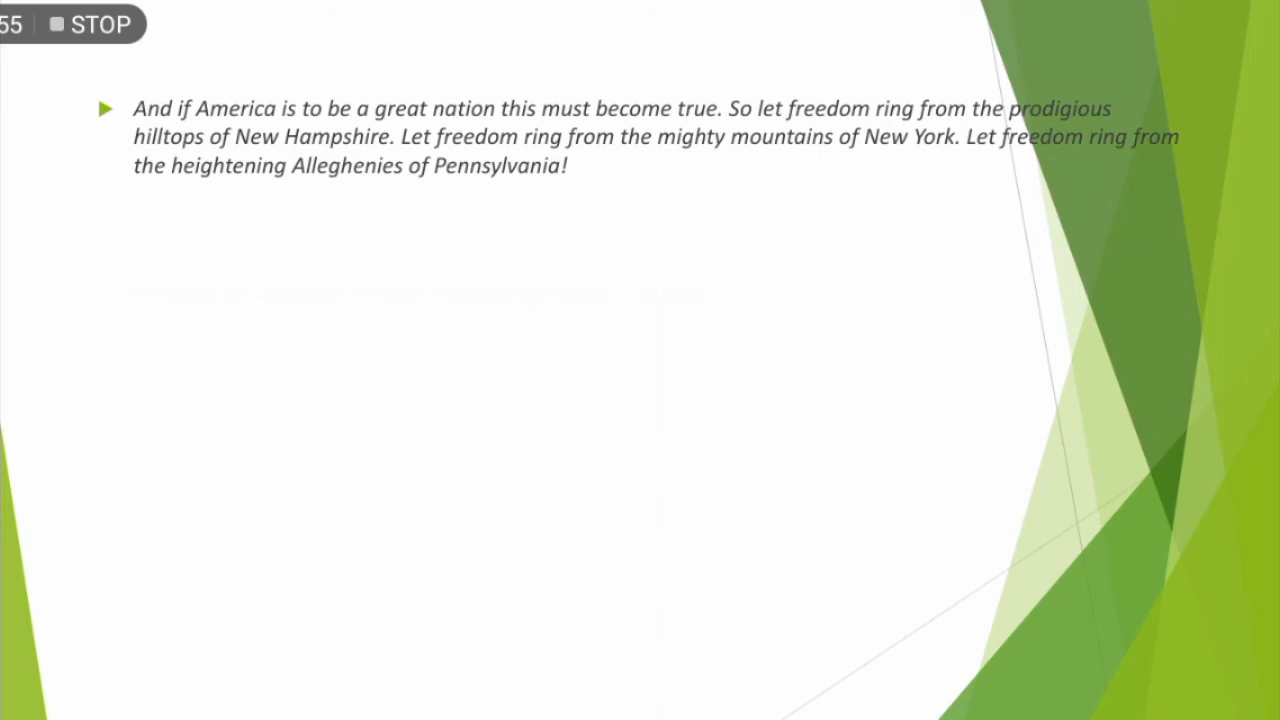 55 STOP
And if America is to be a great nation this must become true. So let freedom ring from the prodigious
hilltops of New Hampshire. Let freedom ring from the mighty mountains of New York. Let freedom ring from
the heightening Alleghenies of Pennsylvania!